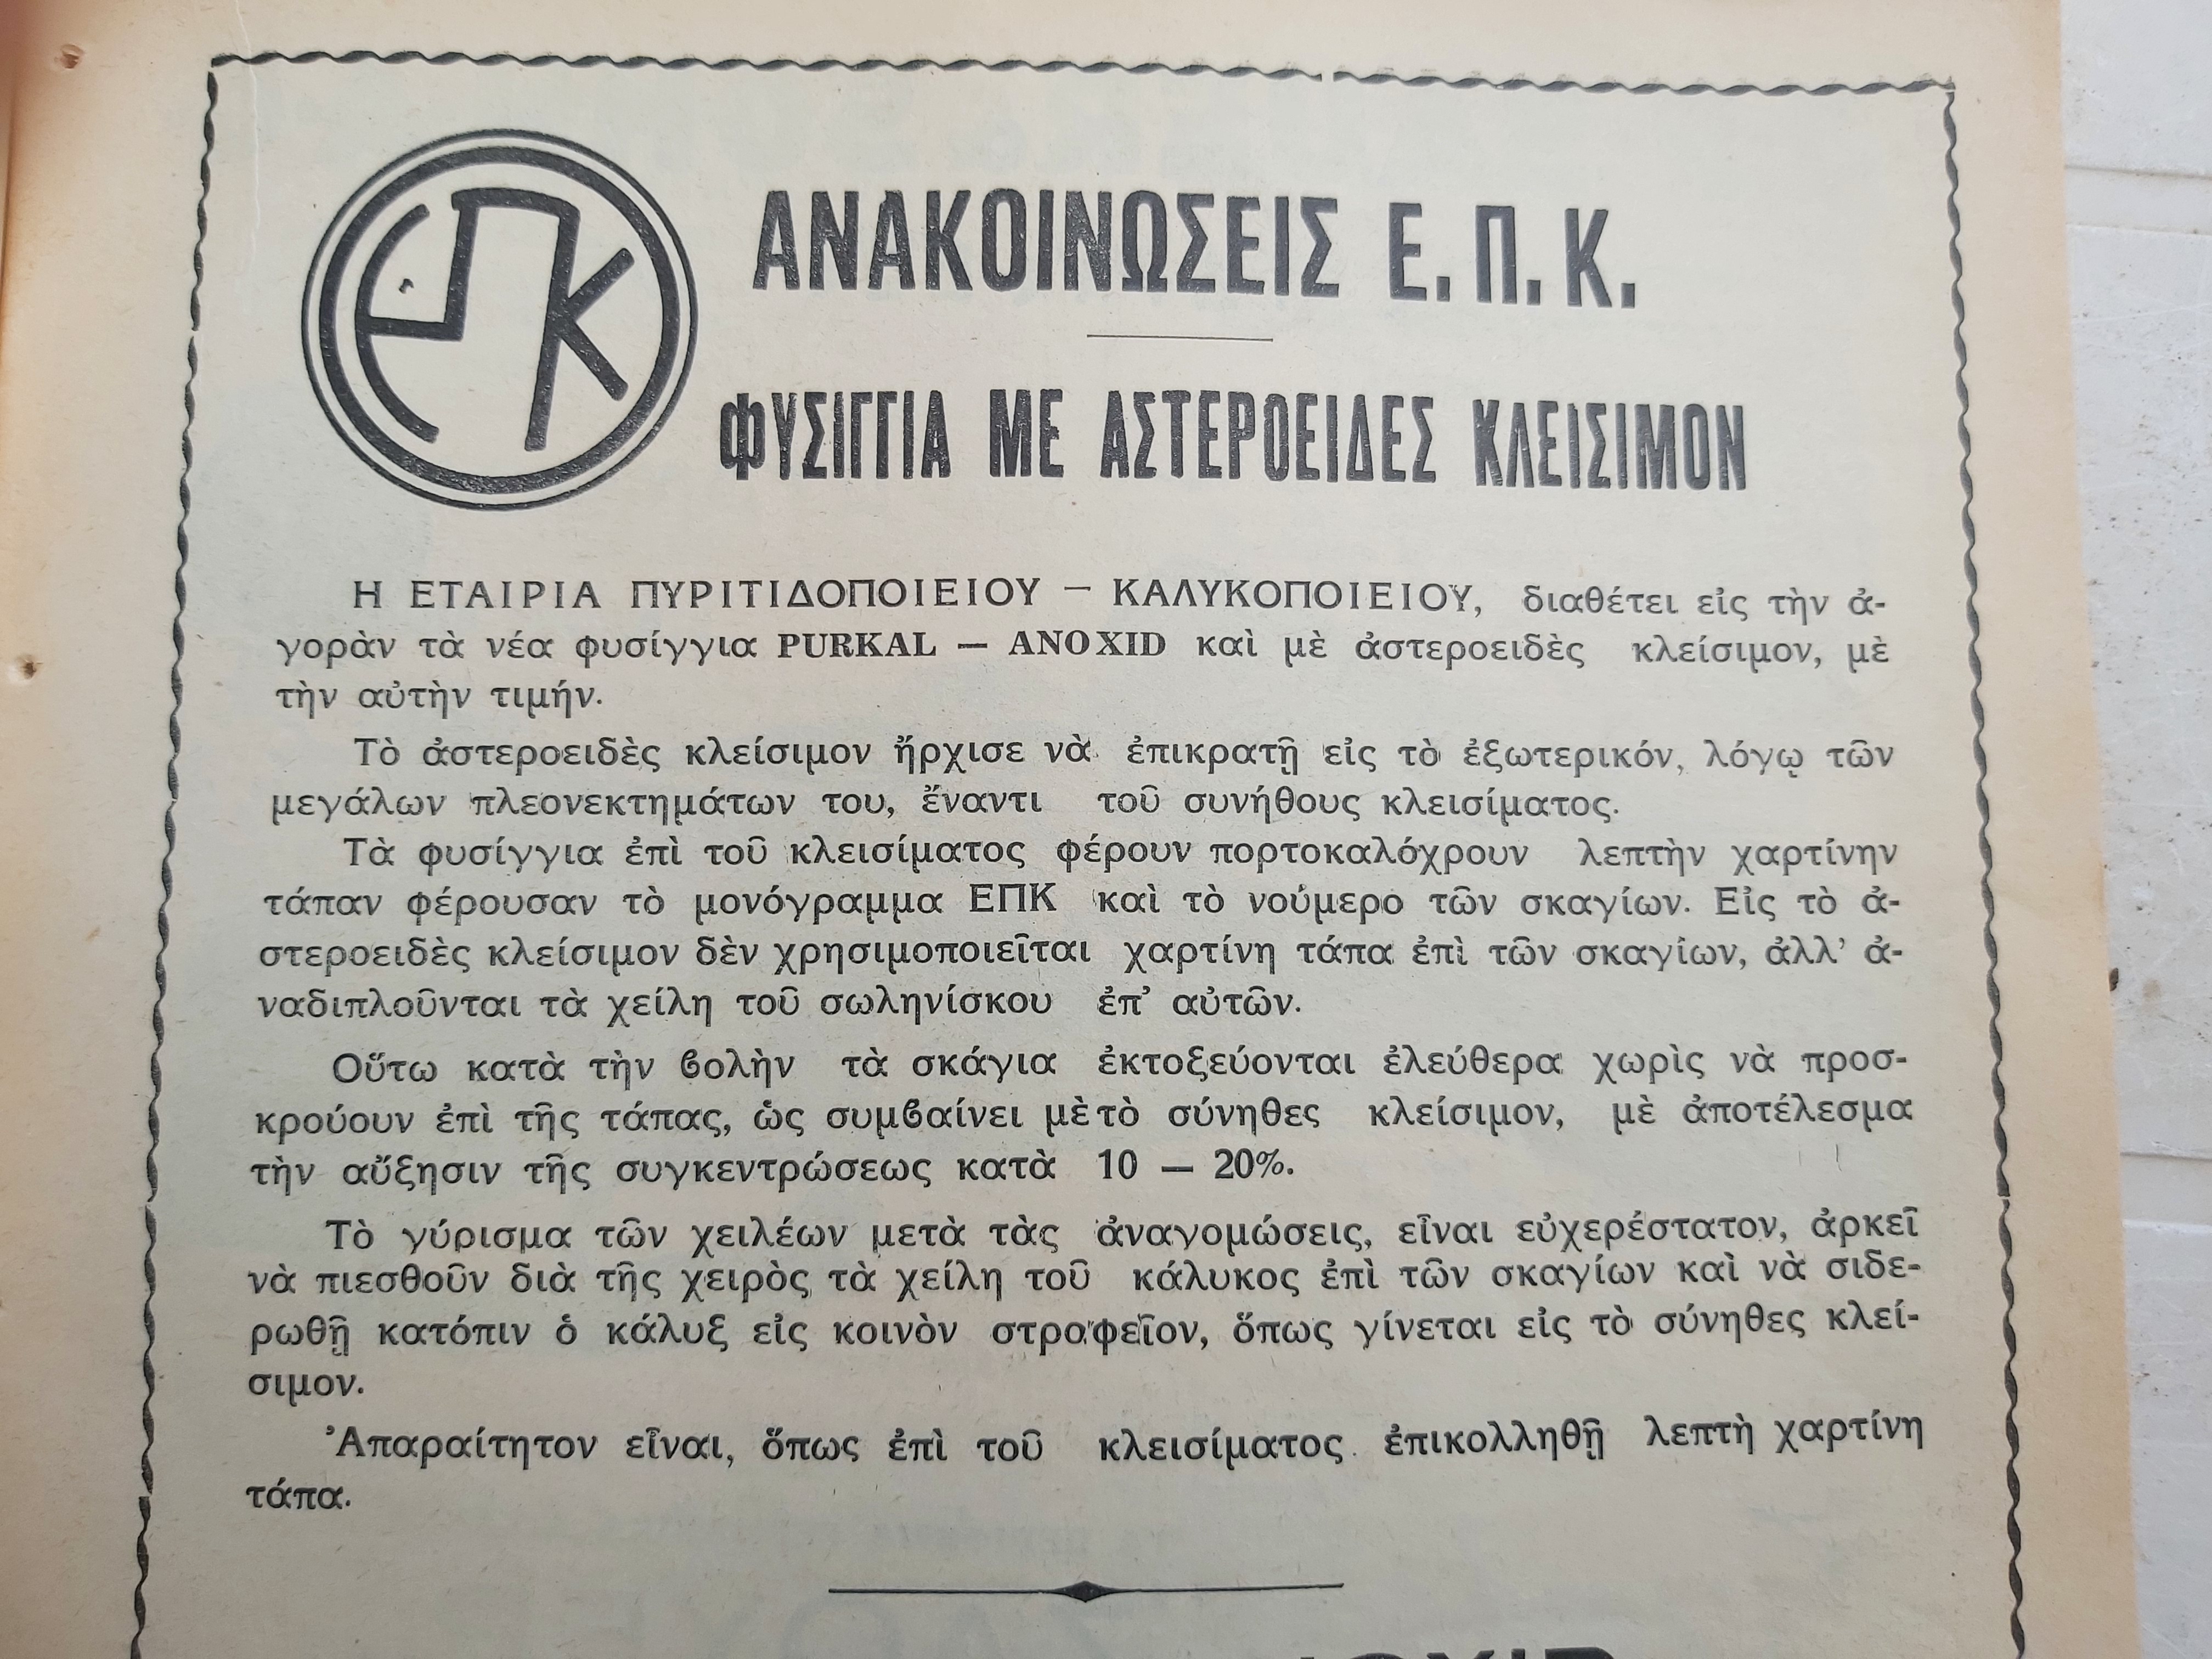 ΕΠΚ
ΑΝΑΚΟΙΝΩΣΕΙΣ Ε.Π.Κ.
ΦΥΣΙΓΓΙΑ ΜΕ ΑΣΤΕΡΟΕΙΔΕΣ ΚΛΕΙΣΙΜΟΝ
Η ΕΤΑΙΡΙΑ ΠΥΡΙΤΙΔΟΠΟΙΕΙΟΥ – ΚΑΛΥΚΟΠΟΙΕΙΟΥ, διαθέτει εἰς τὴν ἀ-
γορὰν τὰ νέα φυσίγγια PURKAL — ANOXID καὶ μὲ ἀστεροειδὲς κλείσιμον, μὲ
τὴν αὐτὴν τιμήν.
Τὸ ἀστεροειδὲς κλείσιμον ἤρχισε νὰ ἐπικρατῇ εἰς τὸ ἐξωτερικόν, λόγῳ τῶν
μεγάλων πλεονεκτημάτων του, ἔναντι τοῦ συνήθους κλεισίματος.
Τὰ φυσίγγια ἐπὶ τοῦ κλεισίματος φέρουν πορτοκαλόχρουν λεπτὴν χαρτίνην
τάπαν φέρουσαν τὸ μονόγραμμα ΕΠΚ καὶ τὸ νούμερο τῶν σκαγίων. Εἰς τὸ ἀ-
στεροειδὲς κλείσιμον δὲν χρησιμοποιεῖται χαρτίνη τάπα ἐπὶ τῶν σκαγίων, ἀλλ' ἀ-
ναδιπλοῦνται τὰ χείλη τοῦ σωληνίσκου ἐπ' αὐτῶν.
Οὕτω κατὰ τὴν ϐολὴν τὰ σκάγια ἐκτοξεύονται ἐλεύθερα χωρὶς νὰ προσ-
κρούουν ἐπὶ τῆς τάπας, ὡς συμϐαίνει μὲ τὸ σύνηθες κλείσιμον, μὲ ἀποτέλεσμα
τὴν αὔξησιν τῆς συγκεντρώσεως κατὰ 10 — 20%.
Τὸ γύρισμα τῶν χειλέων μετὰ τὰς ἀναγομώσεις, εἶναι εὐχερέστατον, ἀρκεῖ
νὰ πιεσθοῦν διὰ τῆς χειρὸς τὰ χείλη τοῦ κάλυκος ἐπὶ τῶν σκαγίων καὶ νὰ σιδε-
ρωθῇ κατόπιν ὁ κάλυξ εἰς κοινὸν στραφεῖον, ὅπως γίνεται εἰς τὸ σύνηθες κλεί-
σιμον.
Ἀπαραίτητον εἶναι, ὅπως ἐπὶ τοῦ κλεισίματος ἐπικολληθῇ λεπτὴ χαρτίνη
τάπα.